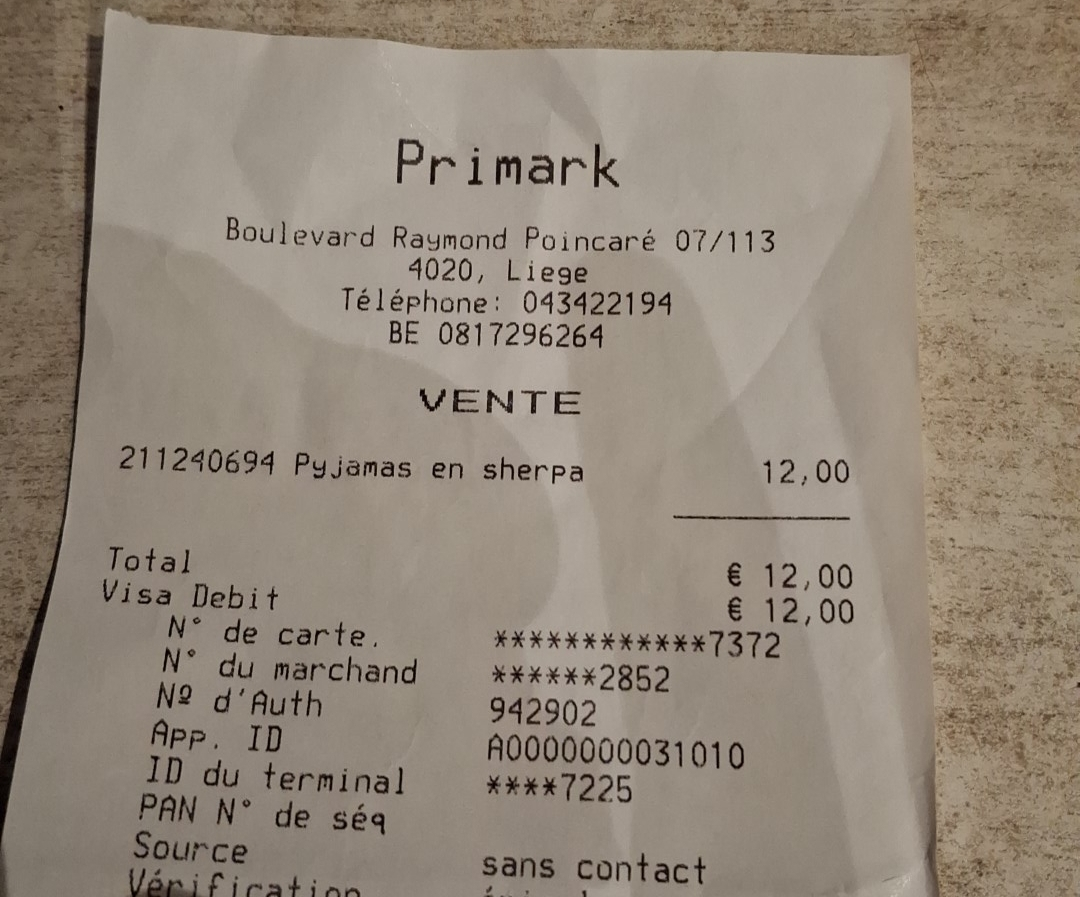 Primark
Boulevard Raymond Poincaré 07/113
4020, Liege
Téléphone: 043422194
BE 0817296264
VENTE
211240694 Pyjamas en sherpa 12,00
Total € 12,00
Visa Debit € 12,00
N° de carte. ************7372
N° du marchand ******2852
Nº d'Auth 942902
App. ID A0000000031010
ID du terminal ****7225
PAN N° de séq
Source sans contact
Vérification